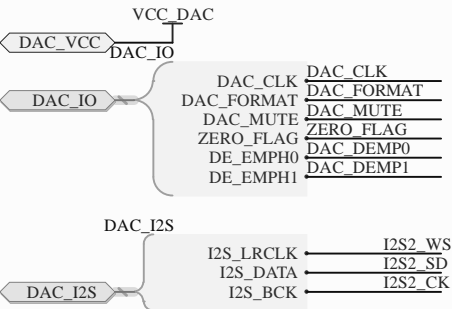 VCC_DAC
DAC_VCC
DAC_IO
DAC_IO
DAC_CLK DAC_CLK
DAC_FORMAT DAC_FORMAT
DAC_MUTE DAC_MUTE
ZERO_FLAG ZERO_FLAG
DE_EMPH0 DAC_DEMP0
DE_EMPH1 DAC_DEMP1
DAC_I2S
I2S_LRCLK I2S2_WS
I2S_DATA I2S2_SD
DAC_I2S I2S_BCK I2S2_CK